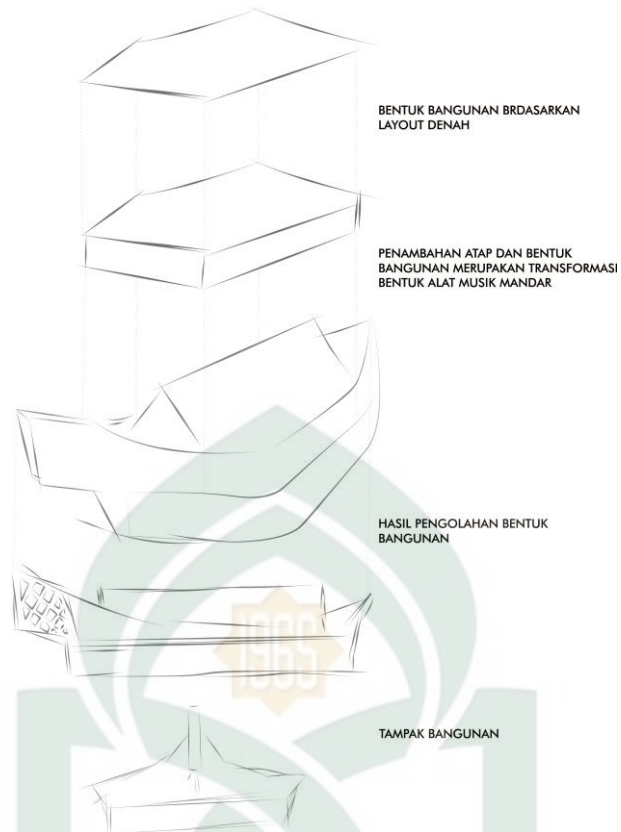 BENTUK BANGUNAN BRDASARKAN
LAYOUT DENAH
PENAMBAHAN ATAP DAN BENTUK
BANGUNAN MERUPAKAN TRANSFORMASI
BENTUK ALAT MUSIK MANDAR
HASIL PENGOLAHAN BENTUK
BANGUNAN
1965
TAMPAK BANGUNAN